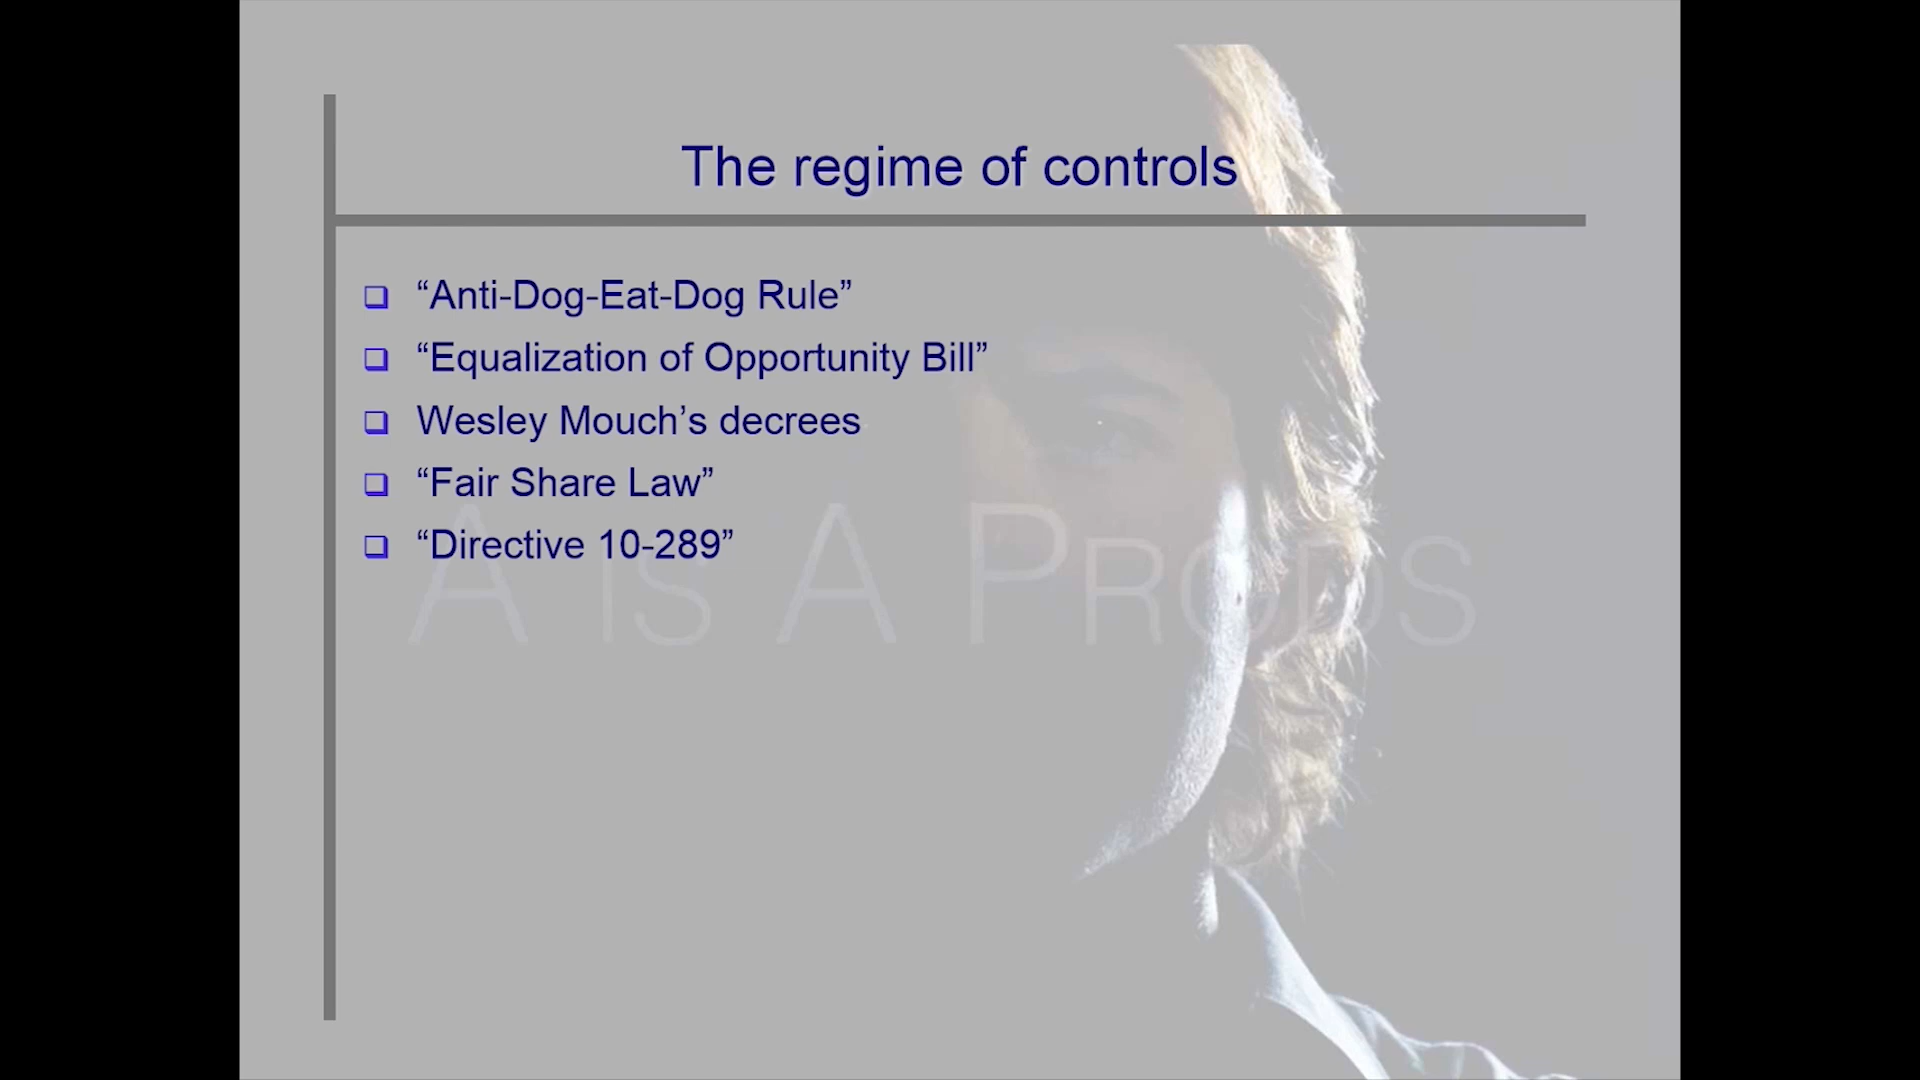 The regime of controls
“Anti-Dog-Eat-Dog Rule”
“Equalization of Opportunity Bill”
Wesley Mouch’s decrees
“Fair Share Law”
“Directive 10-289”
A IS A PRODS